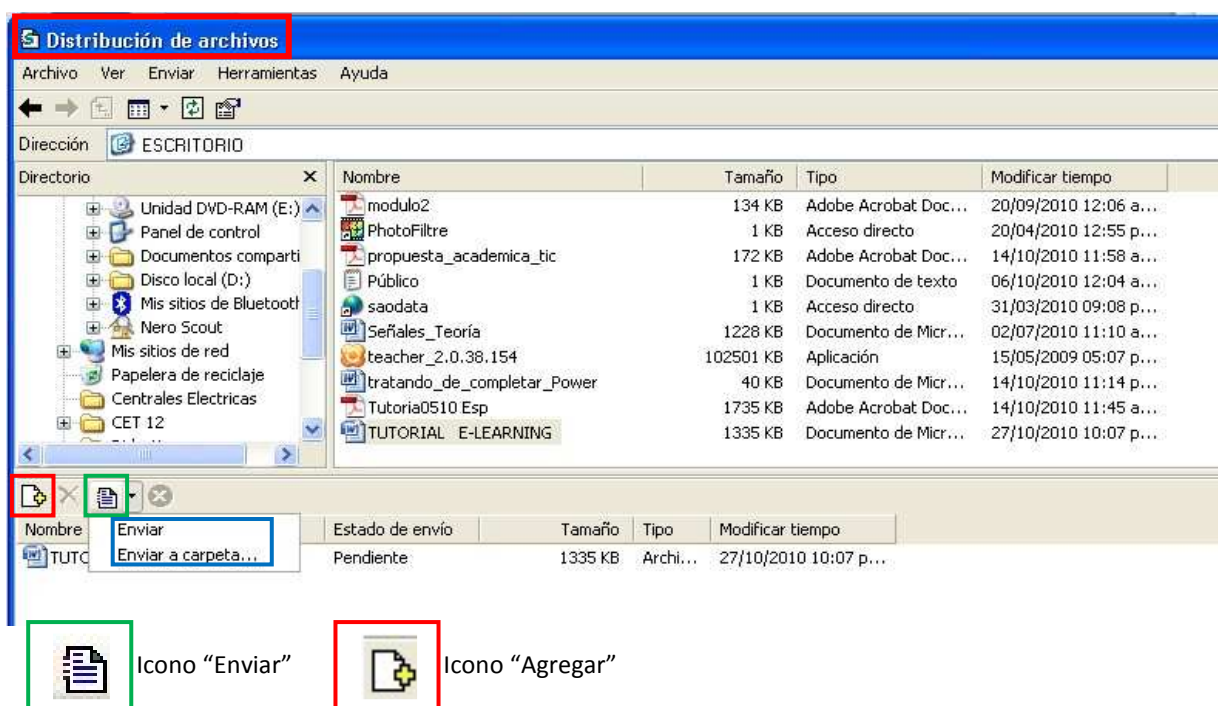 Distribución de archivos
Archivo Ver Enviar Herramientas Ayuda
Dirección ESCRITORIO
Directorio Nombre Tamaño Tipo Modificar tiempo
Unidad DVD-RAM (E:) modulo2 134 KB Adobe Acrobat Doc... 20/09/2010 12:06 a...
Panel de control PhotoFiltre 1 KB Acceso directo 20/04/2010 12:55 p...
Documentos comparti propuesta_academica_tic 172 KB Adobe Acrobat Doc... 14/10/2010 11:58 a...
Disco local (D:) Público 1 KB Documento de texto 06/10/2010 12:04 a...
Mis sitios de Bluetooth saodata 1 KB Acceso directo 31/03/2010 09:08 p...
Nero Scout Señales_Teoría 1228 KB Documento de Micr... 02/07/2010 11:10 a...
Mis sitios de red teacher_2.0.38.154 102501 KB Aplicación 15/05/2009 05:07 p...
Papelera de reciclaje tratando_de_completar_Power 40 KB Documento de Micr... 14/10/2010 11:14 p...
Centrales Electricas Tutoria0510 Esp 1735 KB Adobe Acrobat Doc... 14/10/2010 11:45 a...
CET 12 TUTORIAL E-LEARNING 1335 KB Documento de Micr... 27/10/2010 10:07 p...
Nombre Enviar Estado de envío Tamaño Tipo Modificar tiempo
TUTO Enviar a carpeta... Pendiente 1335 KB Archi... 27/10/2010 10:07 p...
Icono “Enviar” Icono “Agregar”